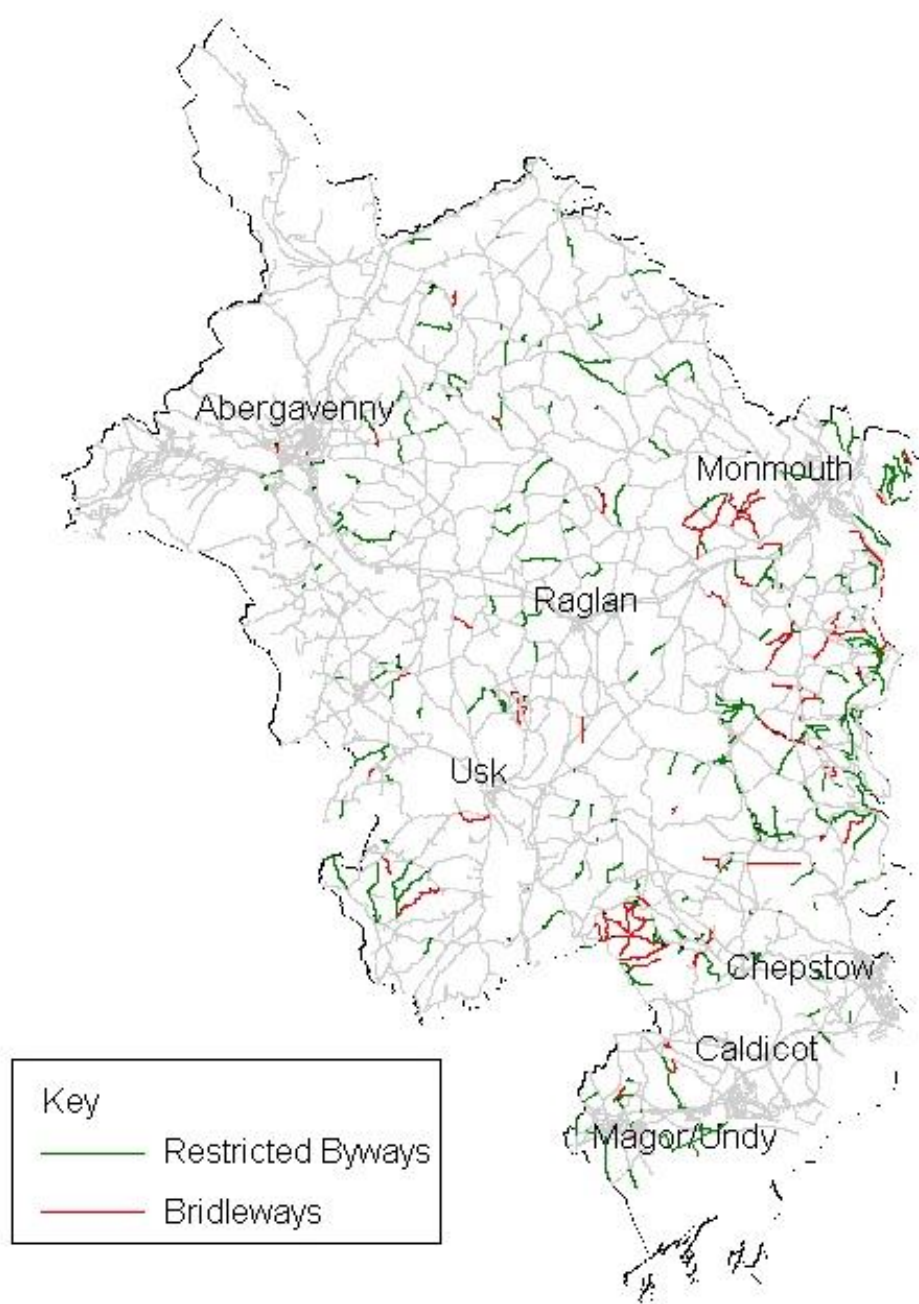 Abergavenny
Monmouth
Raglan
Usk
Chepstow
Caldicot
Magor/Undy
Key
Restricted Byways
Bridleways